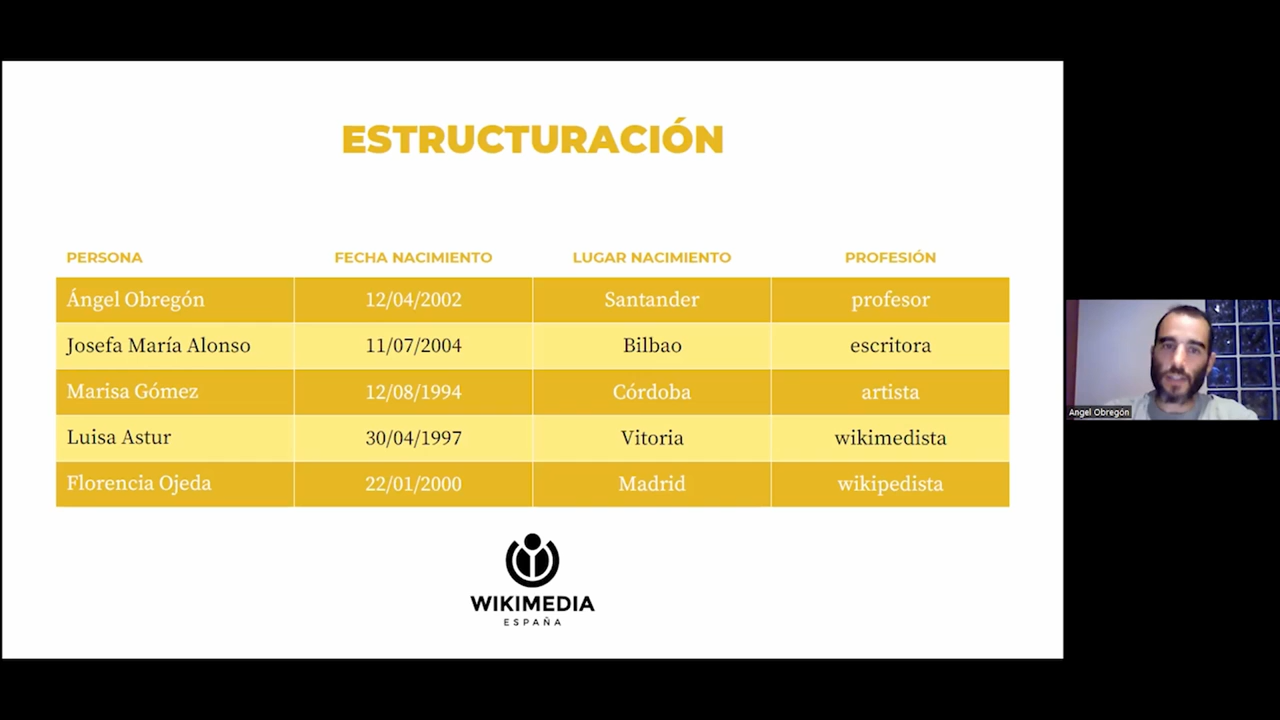 ESTRUCTURACIÓN
PERSONA FECHA NACIMIENTO LUGAR NACIMIENTO PROFESIÓN
Ángel Obregón 12/04/2002 Santander profesor
Josefa María Alonso 11/07/2004 Bilbao escritora
Marisa Gómez 12/08/1994 Córdoba artista
Luisa Astur 30/04/1997 Vitoria wikimedista
Florencia Ojeda 22/01/2000 Madrid wikipedista
WIKIMEDIA
ESPAÑA
Angel Obregón